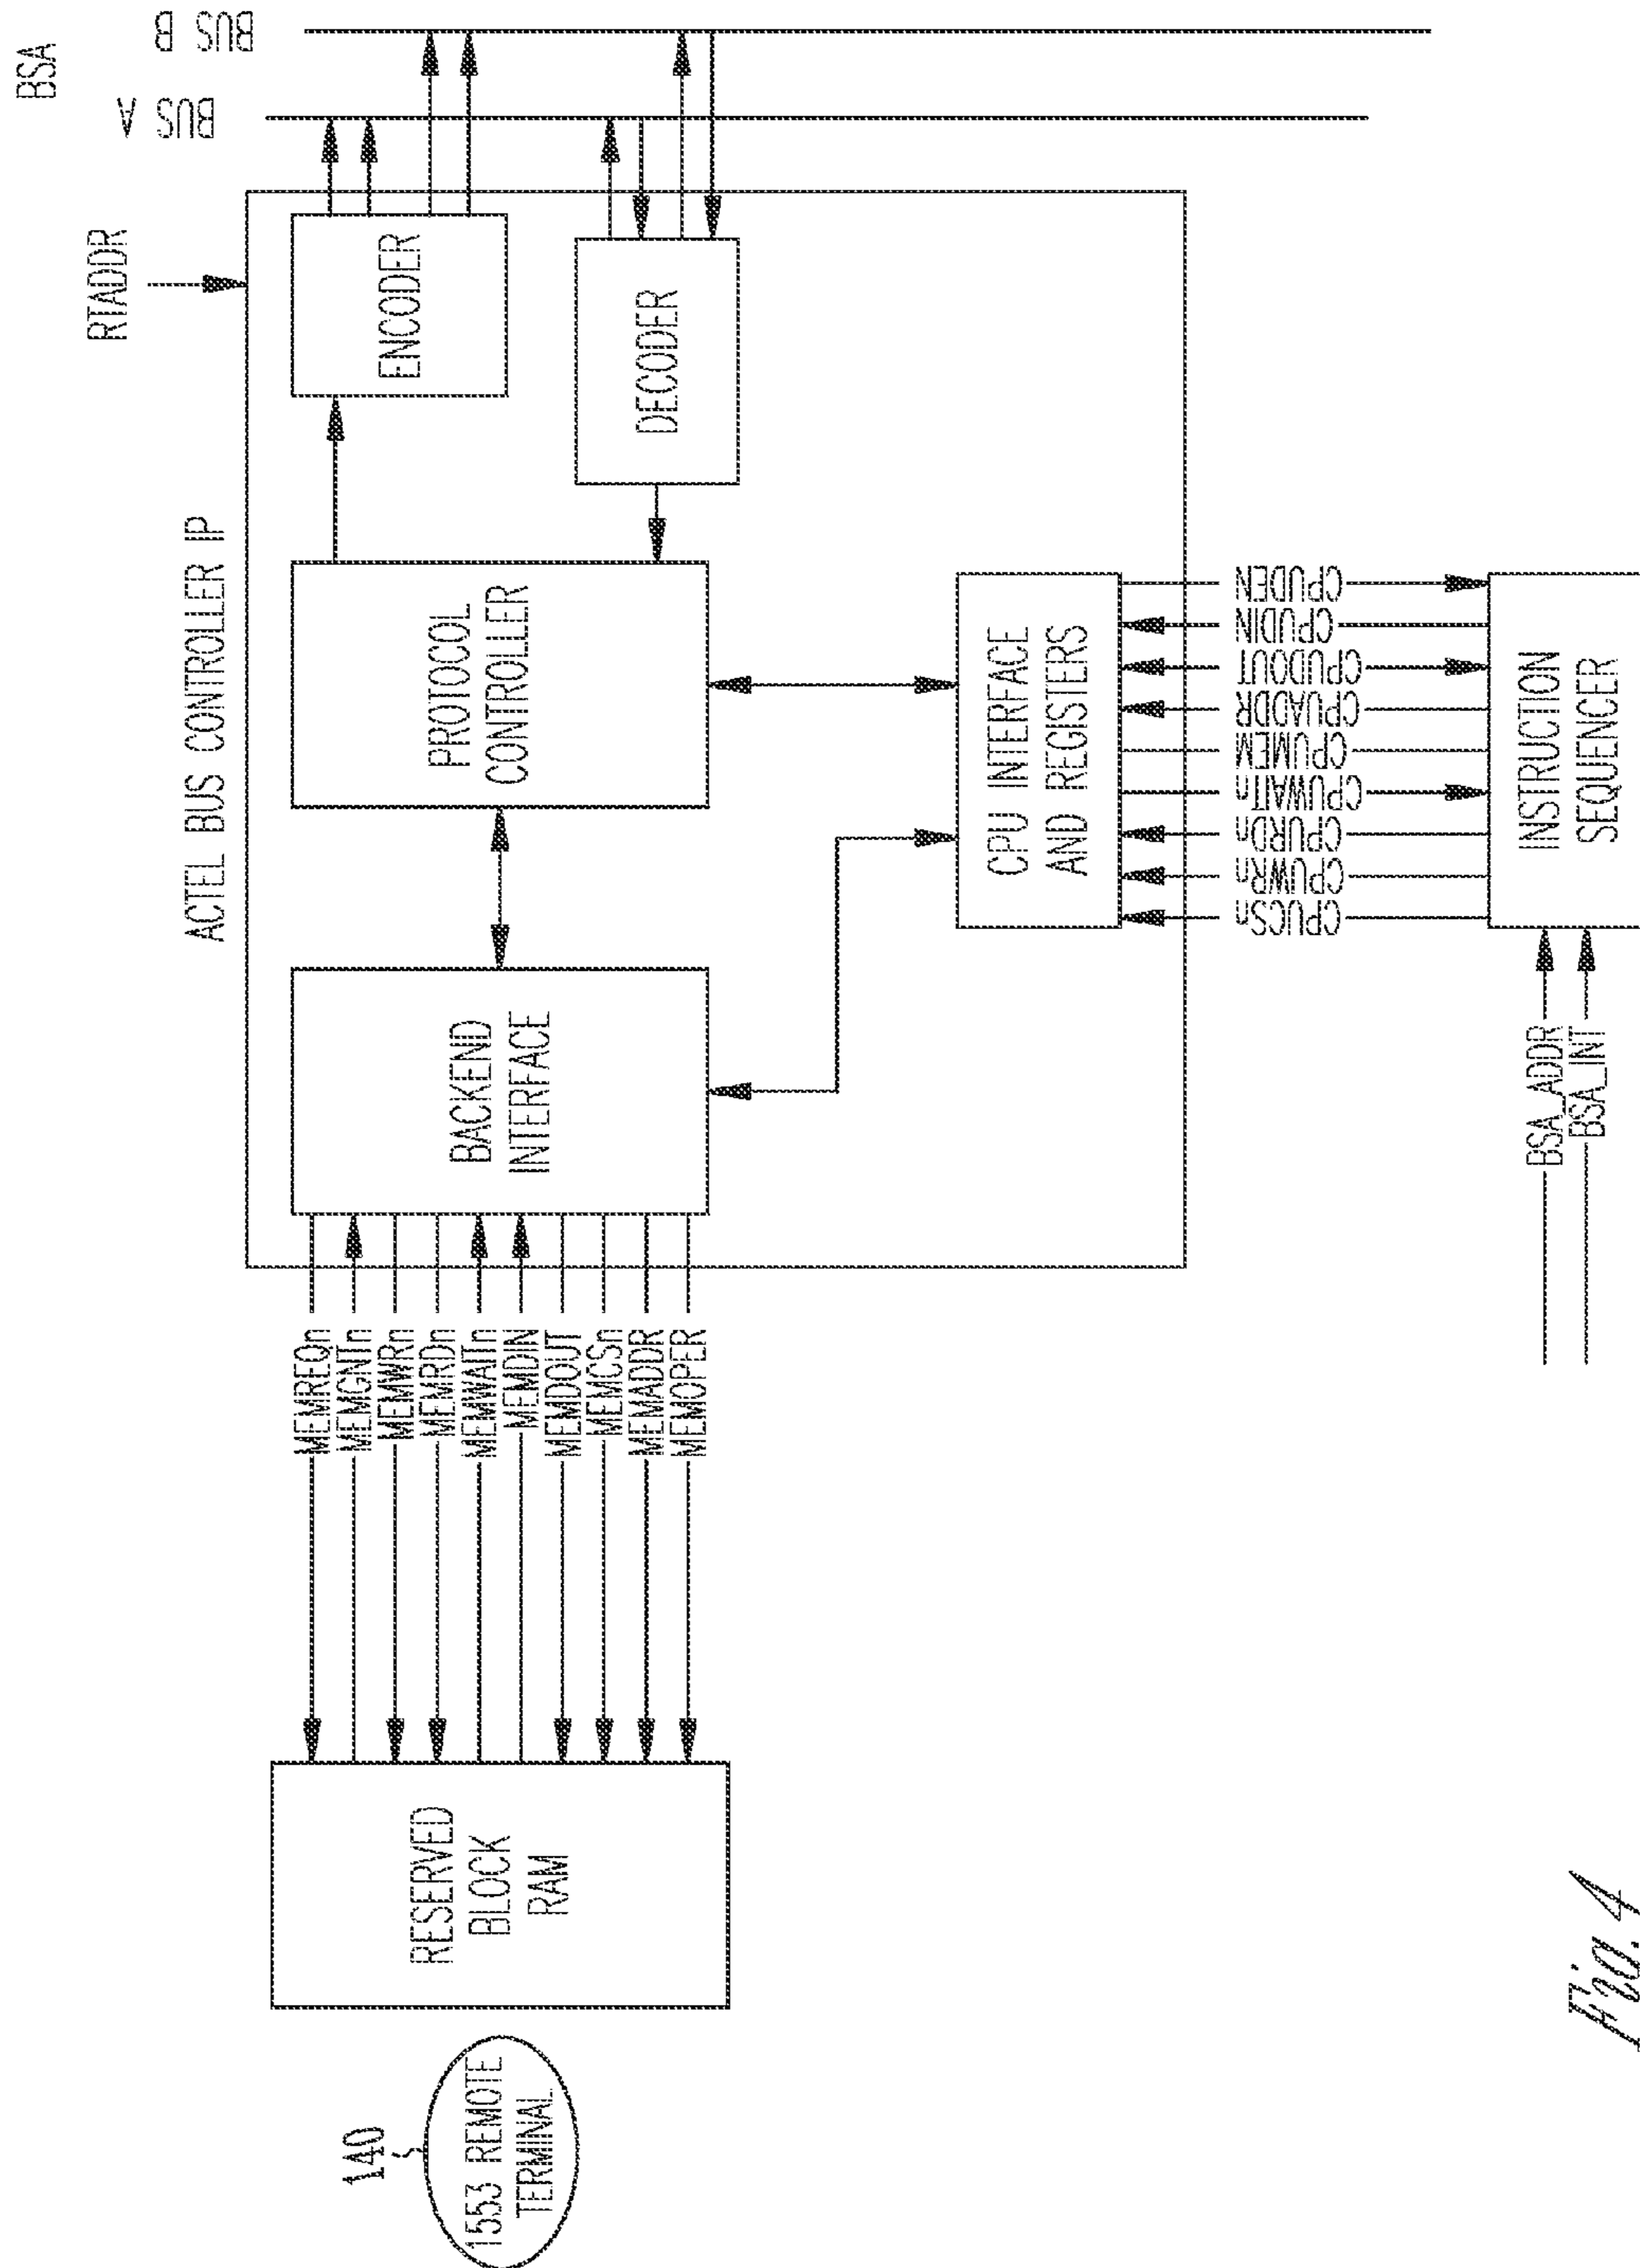 140
1553 REMOTE
TERMINAL
RESERVED
BLOCK
RAM
MEMREQn
MEMGNTn
MEMWRn
MEMRDn
MEMWAITn
MEMDIN
MEMDOUT
MEMCSn
MEMADDR
MEMOPER
ACTEL BUS CONTROLLER IP
BACKEND
INTERFACE
PROTOCOL
CONTROLLER
ENCODER
DECODER
RTADDR
BSA
BUS A
BUS B
CPU INTERFACE
AND REGISTERS
CPUCSn
CPUWRn
CPURDn
CPUWAITn
CPUMEM
CPUADDR
CPUDOUT
CPUDIN
CPUDEN
BSA_ADDR
BSA_INT
INSTRUCTION
SEQUENCER
Fig. 4